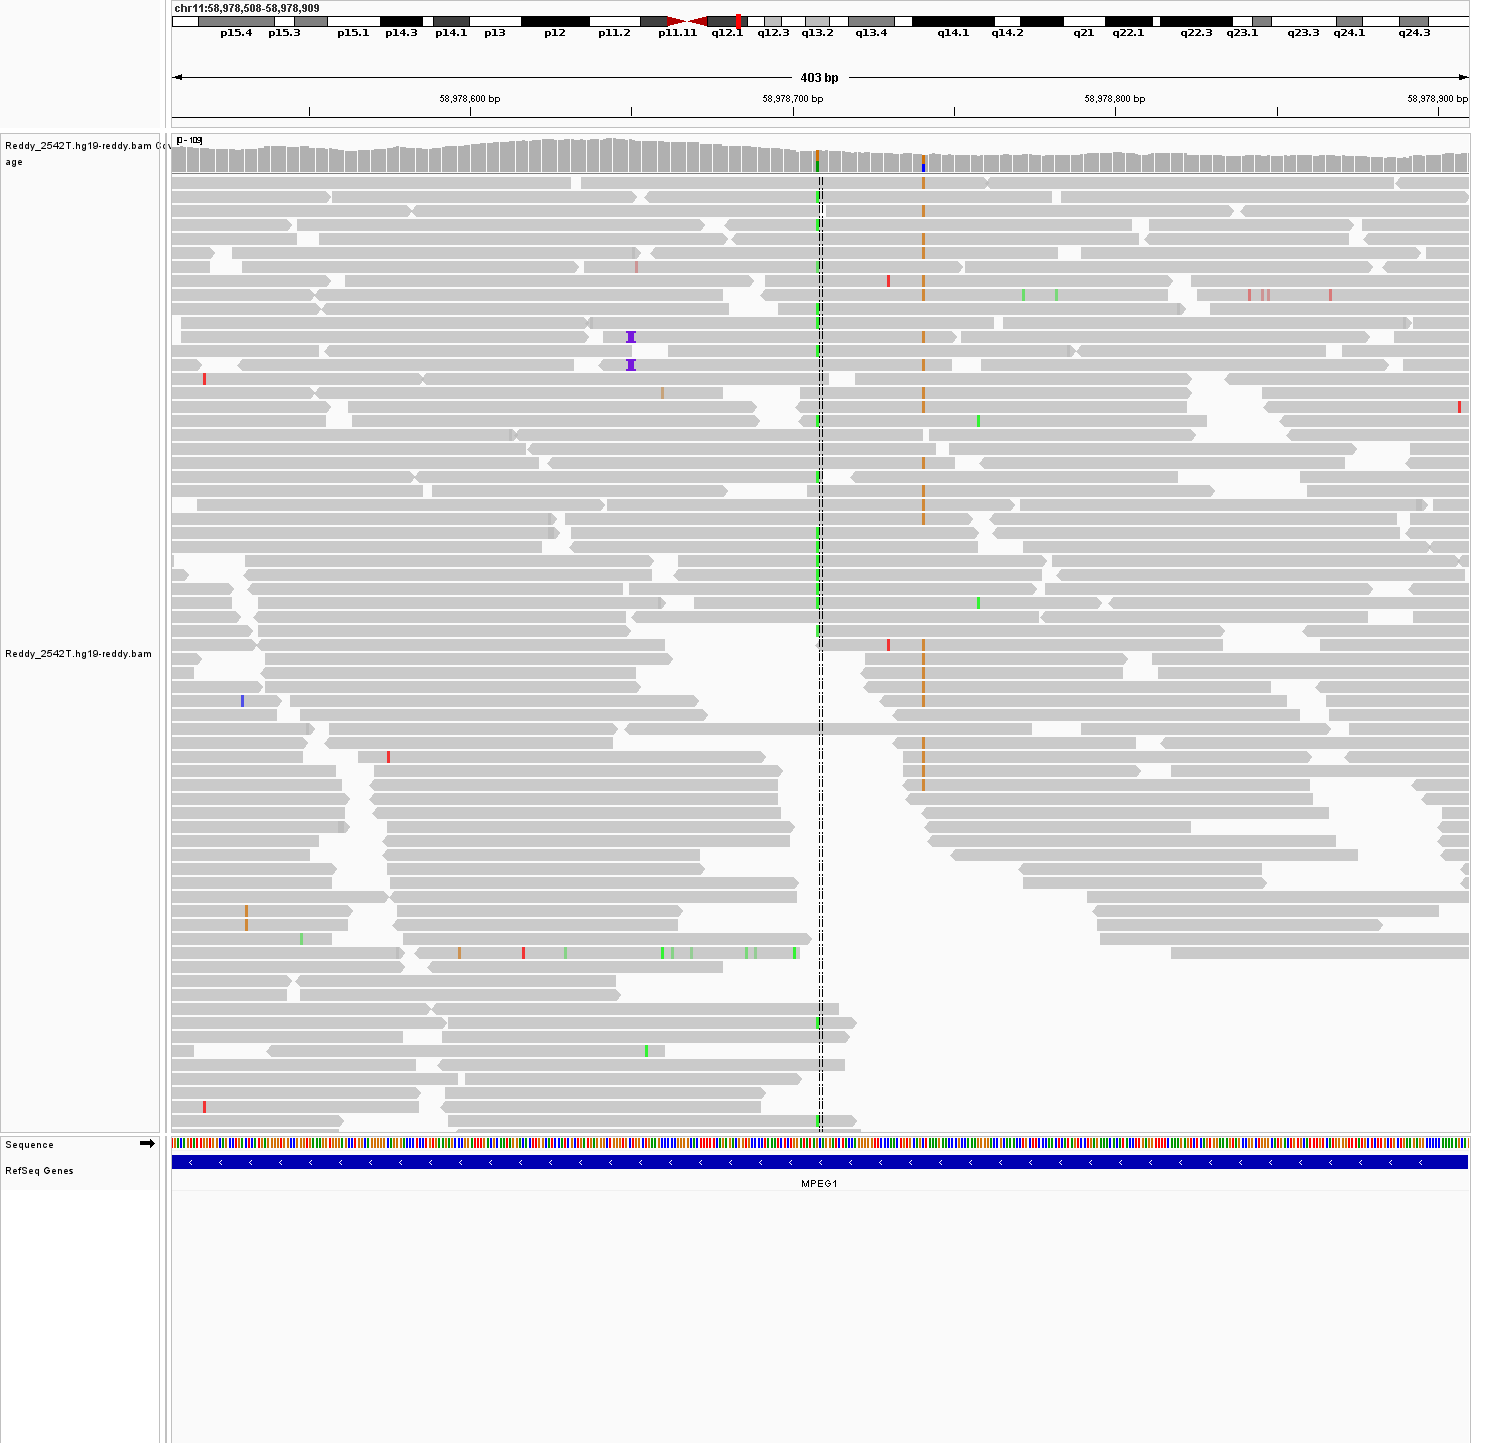 chr11:58,978,508-58,978,909
p15.4 p15.3 p15.1 p14.3 p14.1 p13 p12 p11.2 p11.11 q12.1 q12.3 q13.2 q13.4 q14.1 q14.2 q21 q22.1 q22.3 q23.1 q23.3 q24.1 q24.3
403 bp
58,978,600 bp 58,978,700 bp 58,978,800 bp 58,978,900 bp
[0 - 109]
Reddy_2542T.hg19-reddy.bam Cov
age
Reddy_2542T.hg19-reddy.bam
Sequence
RefSeq Genes
MPEG1